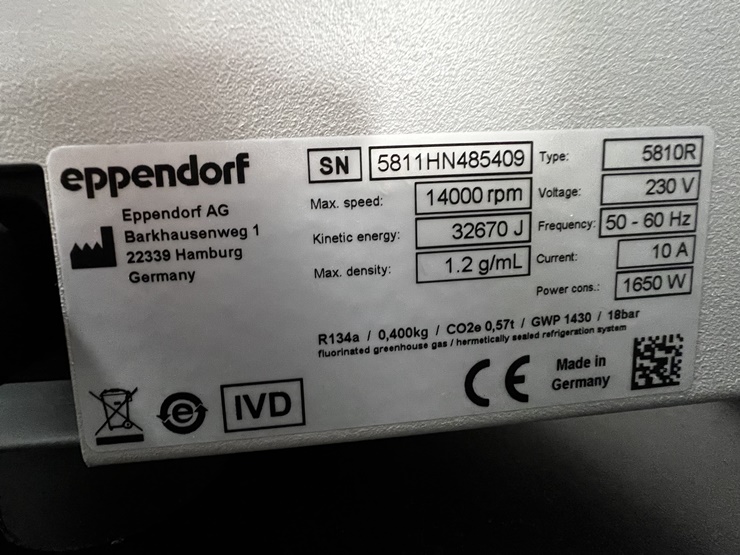 eppendorf
Eppendorf AG
Barkhausenweg 1
22339 Hamburg
Germany
SN 5811HN485409
Max. speed: 14000 rpm
Kinetic energy: 32670 J
Max. density: 1.2 g/mL
Type: 5810R
Voltage: 230 V
Frequency: 50 - 60 Hz
Current: 10 A
Power cons.: 1650 W
R134a / 0,400kg / CO2e 0,57t / GWP 1430 / 18bar
fluorinated greenhouse gas / hermetically sealed refrigeration system
IVD
CE
Made in
Germany